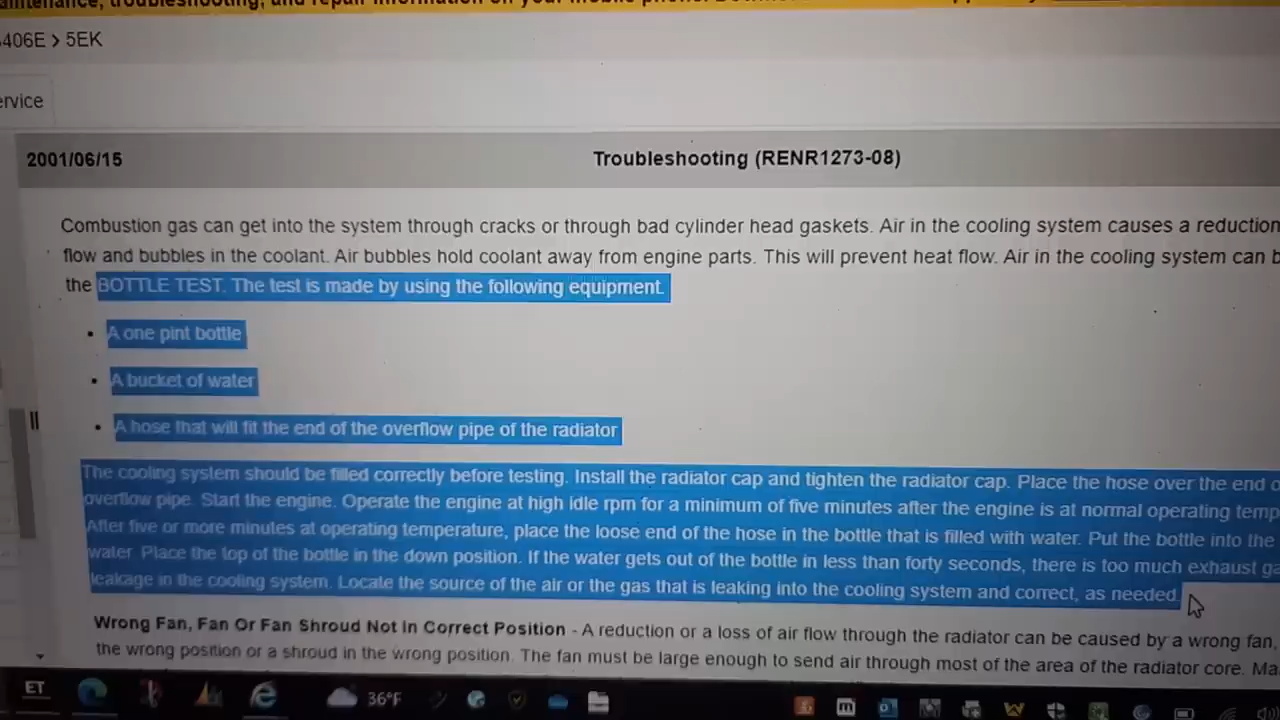 troubleshooting, and repair information on your mobile phone.
406E > 5EK
ervice
2001/06/15
Troubleshooting (RENR1273-08)
Combustion gas can get into the system through cracks or through bad cylinder head gaskets. Air in the cooling system causes a reduction
flow and bubbles in the coolant. Air bubbles hold coolant away from engine parts. This will prevent heat flow. Air in the cooling system can b
the BOTTLE TEST. The test is made by using the following equipment.
• A one pint bottle
• A bucket of water
• A hose that will fit the end of the overflow pipe of the radiator
The cooling system should be filled correctly before testing. Install the radiator cap and tighten the radiator cap. Place the hose over the end o
overflow pipe. Start the engine. Operate the engine at high idle rpm for a minimum of five minutes after the engine is at normal operating temp
After five or more minutes at operating temperature, place the loose end of the hose in the bottle that is filled with water. Put the bottle into the
water. Place the top of the bottle in the down position. If the water gets out of the bottle in less than forty seconds, there is too much exhaust ga
leakage in the cooling system. Locate the source of the air or the gas that is leaking into the cooling system and correct, as needed.
Wrong Fan, Fan Or Fan Shroud Not In Correct Position - A reduction or a loss of air flow through the radiator can be caused by a wrong fan,
the wrong position or a shroud in the wrong position. The fan must be large enough to send air through most of the area of the radiator core. Ma
ET
36°F